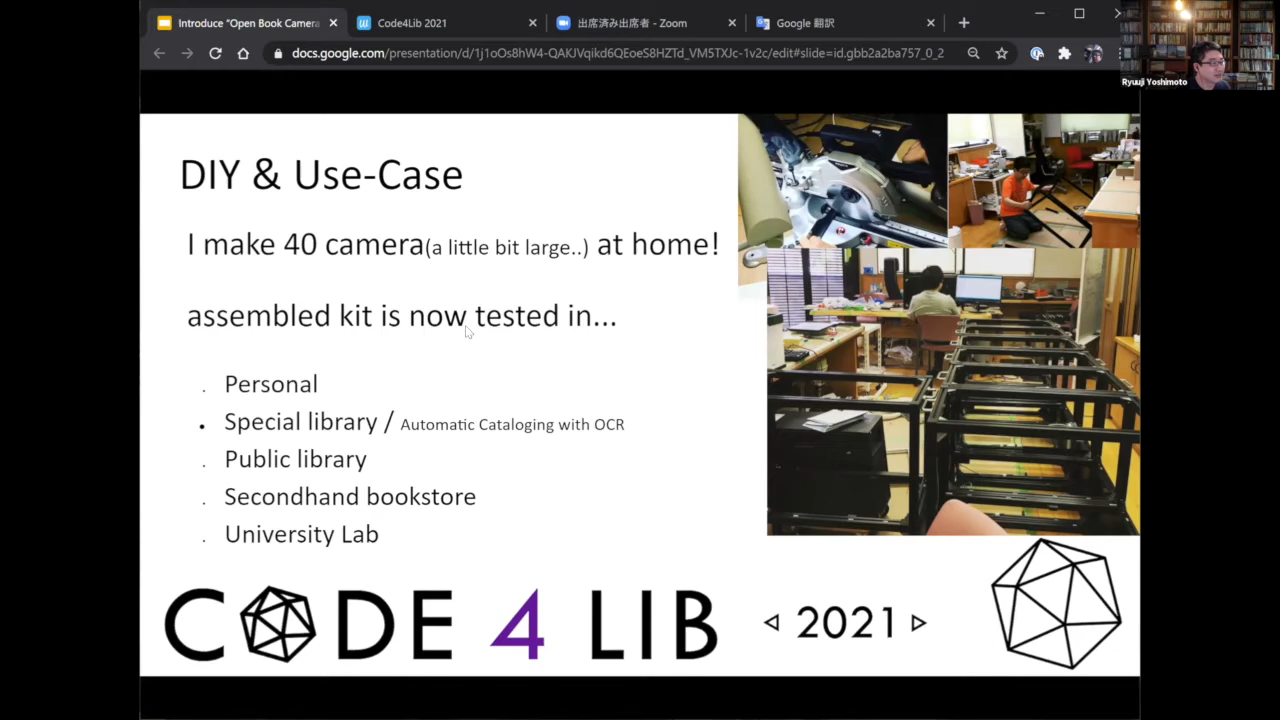 Introduce "Open Book Camera
Code4Lib 2021
出席済み出席者 - Zoom
Google 翻訳
docs.google.com/presentation/d/1j1oOs8hW4-QAKJVqikd6QEoeS8HZTd_VM5TXJc-1v2c/edit#slide=id.gbb2a2ba757_0_2
Ryuuji Yoshimoto
DIY & Use-Case
I make 40 camera(a little bit large..) at home!
assembled kit is now tested in...
Personal
Special library / Automatic Cataloging with OCR
Public library
Secondhand bookstore
University Lab
CODE 4 LIB
2021